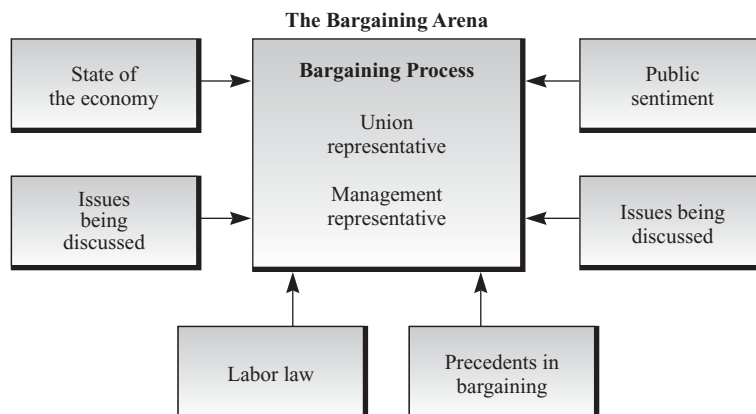 The Bargaining Arena
State of
the economy
Bargaining Process
Union
representative
Management
representative
Public
sentiment
Issues
being
discussed
Issues being
discussed
Labor law
Precedents in
bargaining